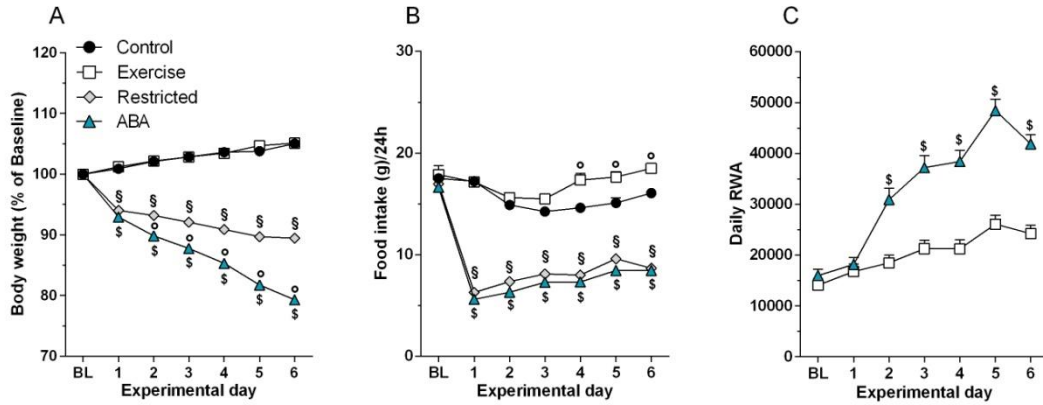 A
120
Control
Exercise
Restricted
ABA
110
100
90
80
70
Body weight (% of Baseline)
§ § § § § §
° ° ° ° °
$ $ $ $ $ $
BL 1 2 3 4 5 6
Experimental day
B
30
20
10
0
Food intake (g)/24h
° ° °
§ § § § § §
$ $ $ $ $ $
BL 1 2 3 4 5 6
Experimental day
C
60000
50000
40000
30000
20000
10000
0
Daily RWA
$ $ $ $ $
BL 1 2 3 4 5 6
Experimental day